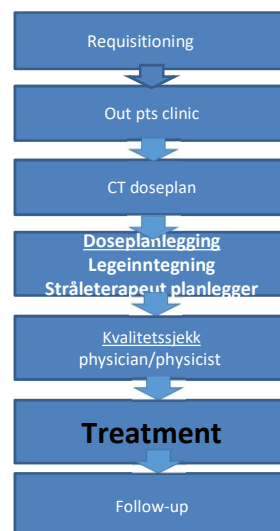 Requisitioning
Out pts clinic
CT doseplan
Doseplanlegging
Legeinntegning
Stråleterapeut planlegger
Kvalitetssjekk
physician/physicist
Treatment
Follow-up